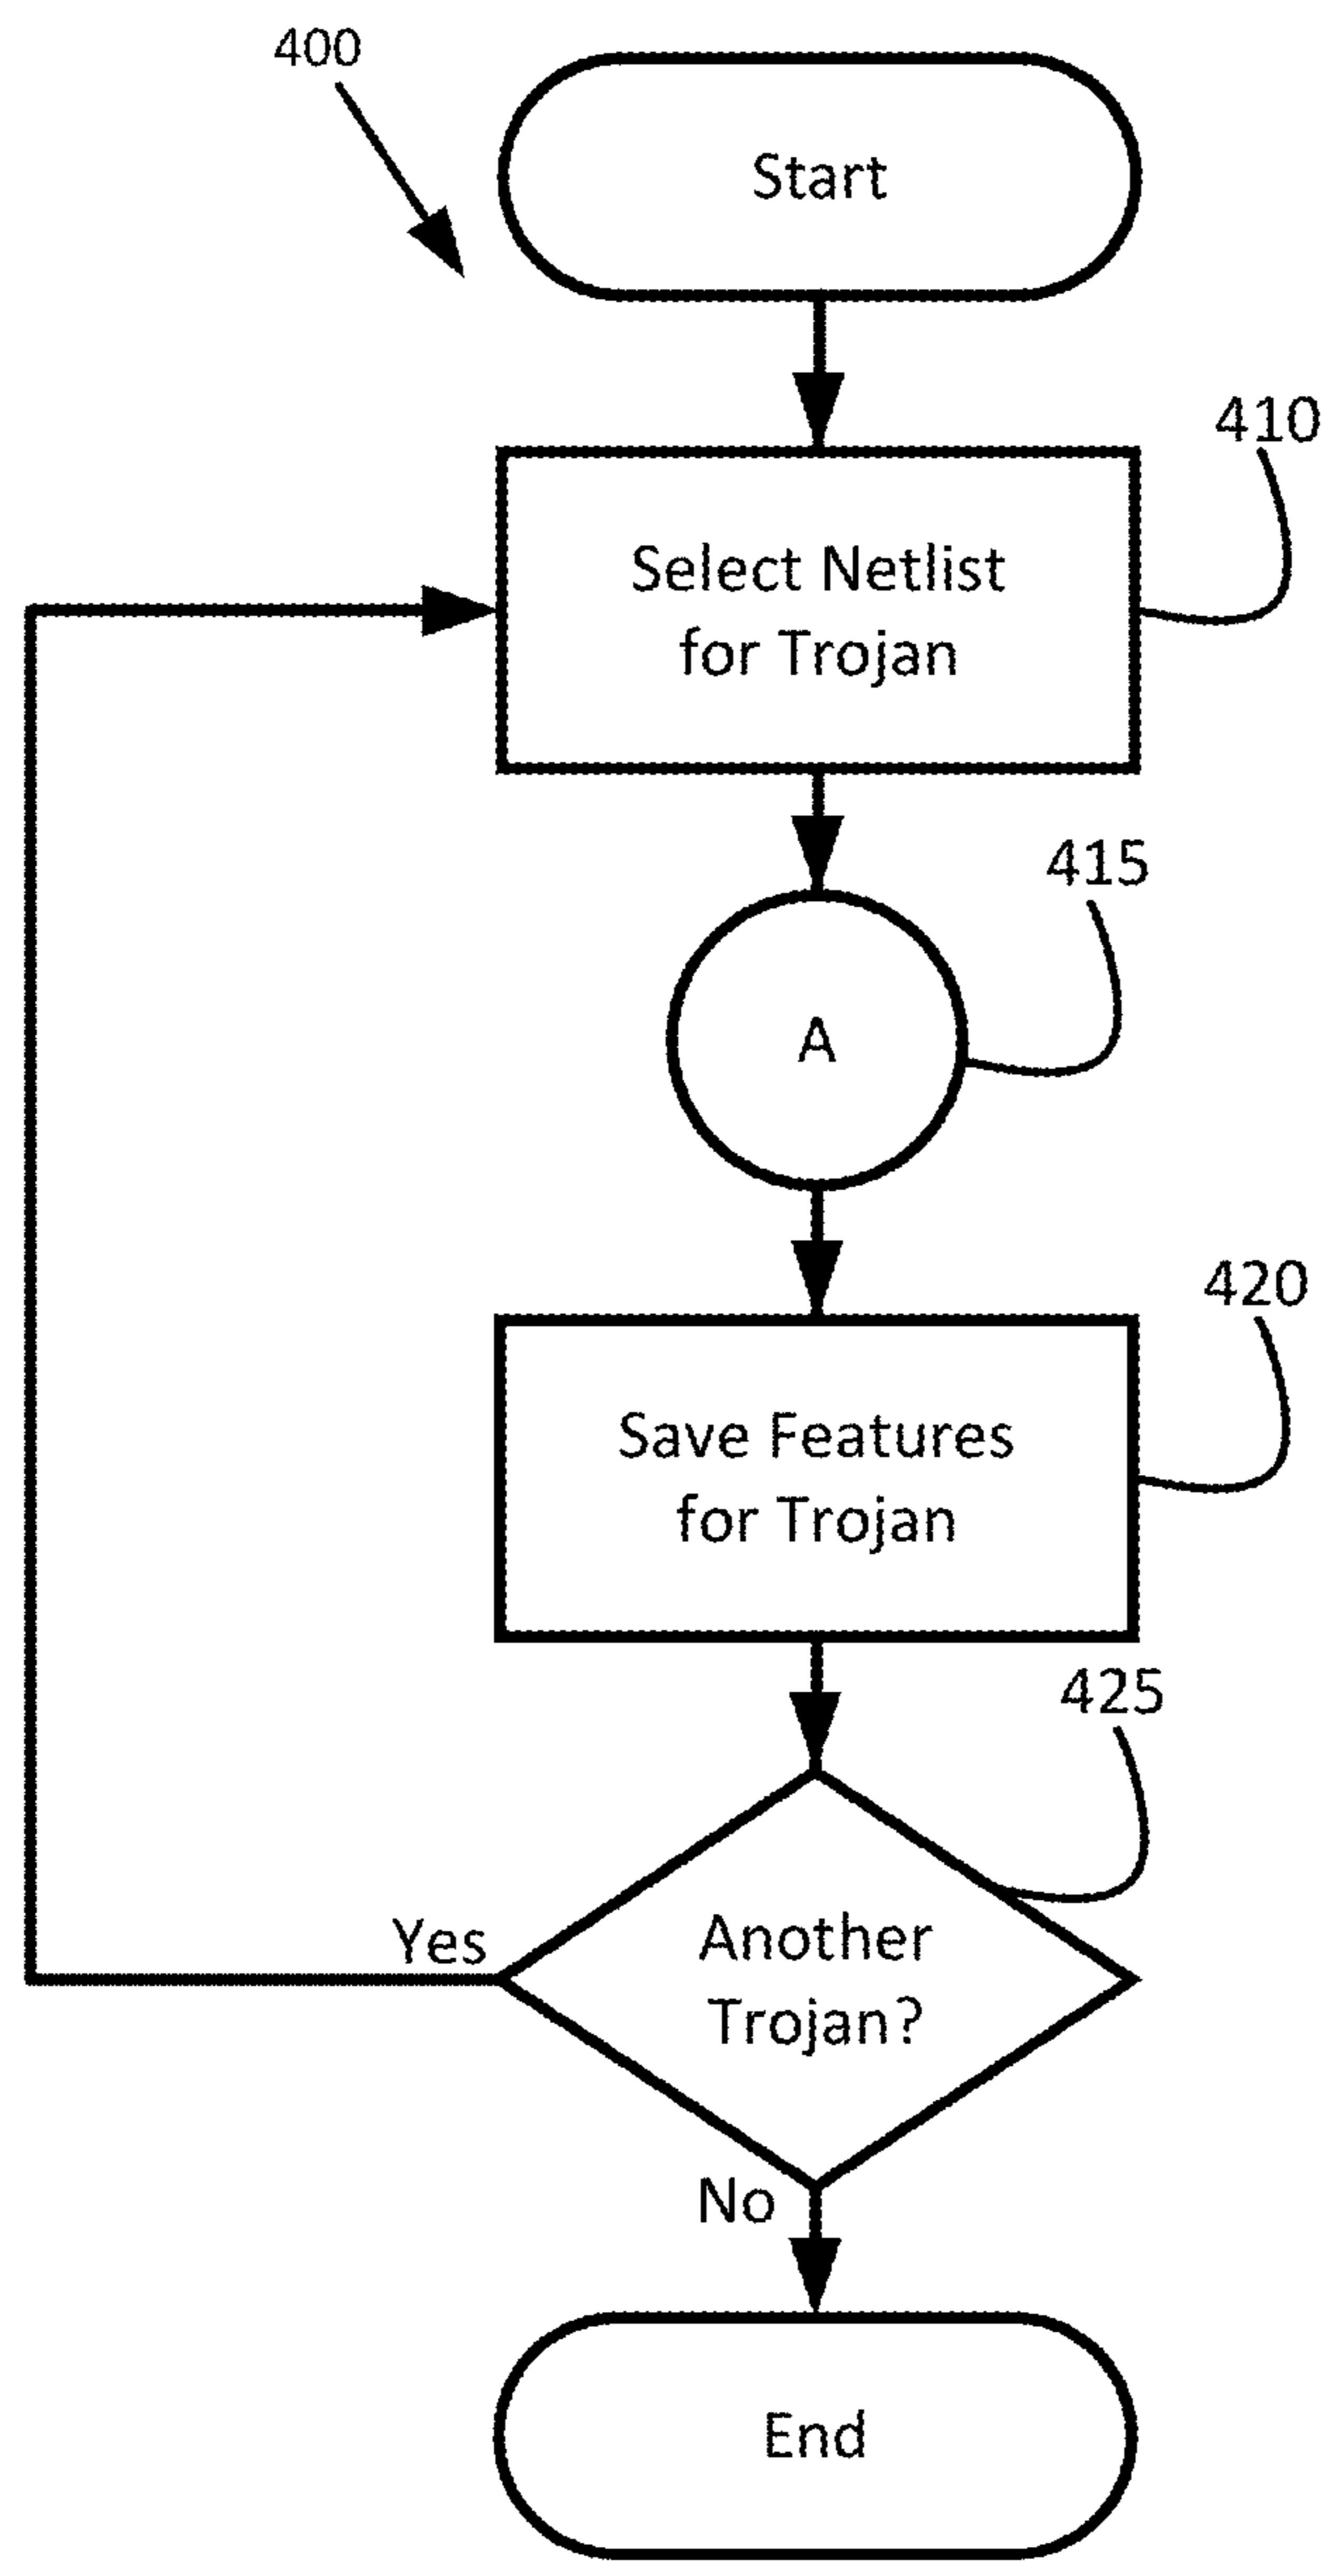 400
Start
410
Select Netlist
for Trojan
415
A
420
Save Features
for Trojan
425
Yes
Another
Trojan?
No
End